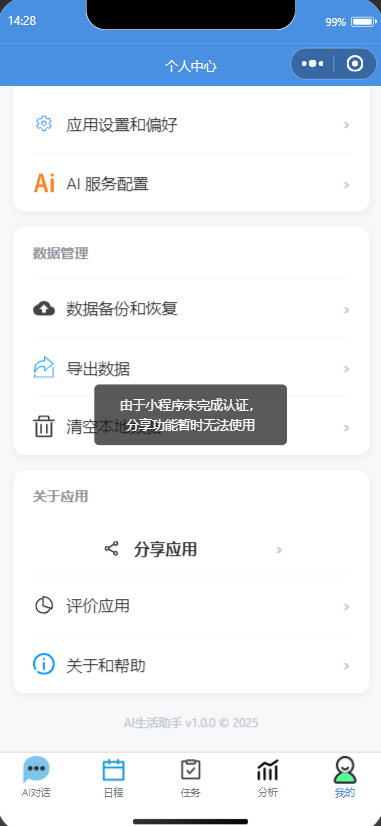 14:28
99%
个人中心
应用设置和偏好
Ai AI 服务配置
数据管理
数据备份和恢复
导出数据
清空本地
由于小程序未完成认证，
分享功能暂时无法使用
关于应用
分享应用
评价应用
关于和帮助
AI生活助手 v1.0.0 © 2025
AI对话
日程
任务
分析
我的